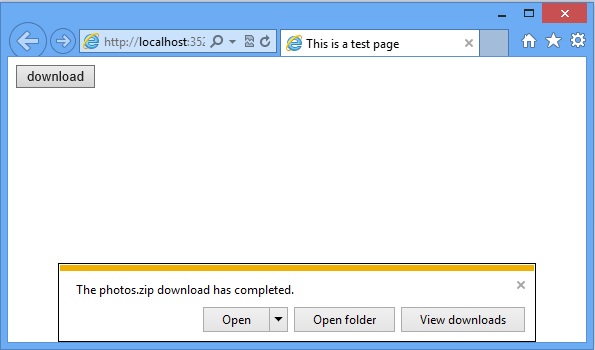 http://localhost:352
This is a test page
download
The photos.zip download has completed.
Open
Open folder
View downloads